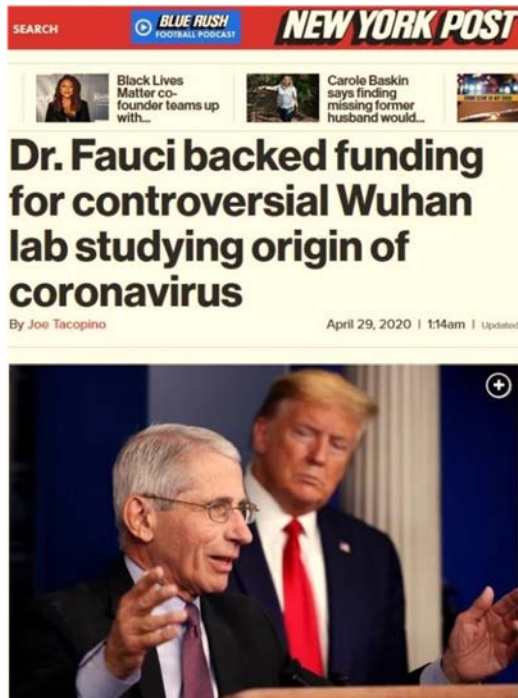 SEARCH
BLUE RUSH
FOOTBALL PODCAST
NEW YORK POST
Black Lives
Matter co-
founder teams up
with...
Carole Baskin
says finding
missing former
husband would...
Dr. Fauci backed funding
for controversial Wuhan
lab studying origin of
coronavirus
By Joe Tacopino
April 29, 2020 | 1:14am | Updated